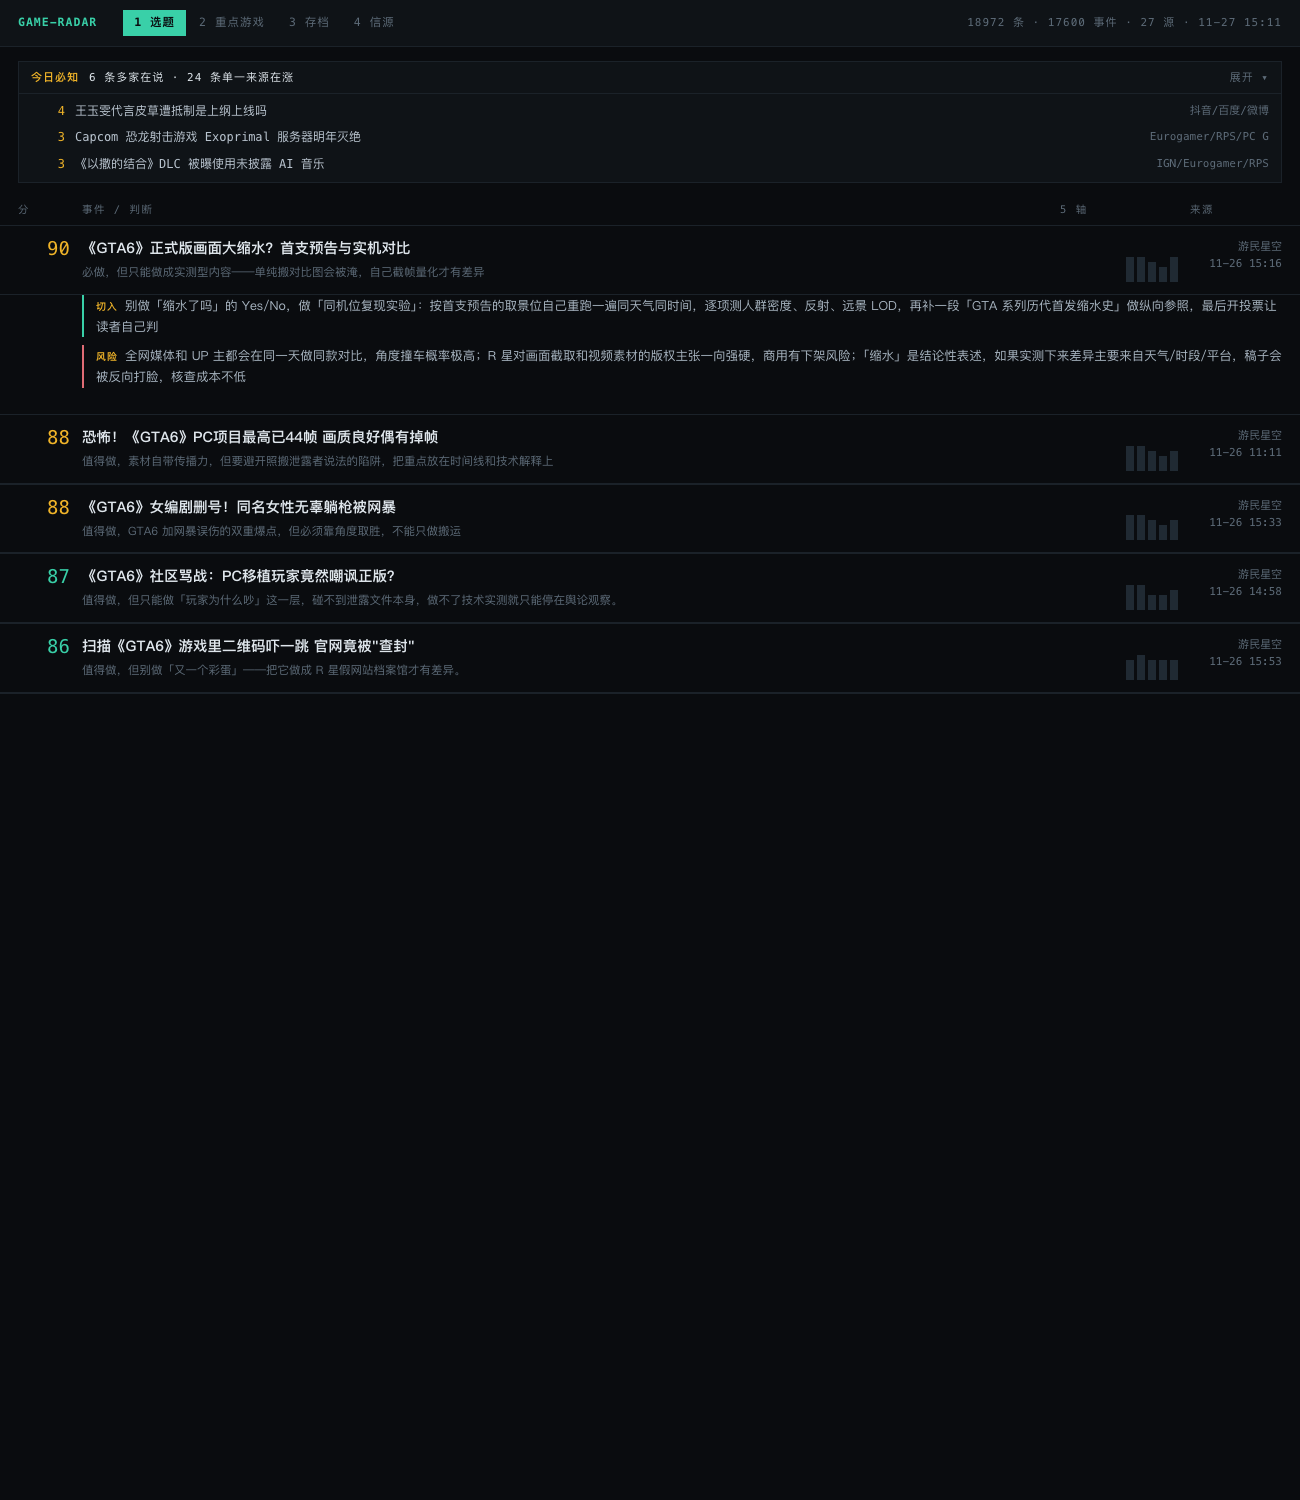 GAME-RADAR 1 选题 2 重点游戏 3 存档 4 信源 18972 条 · 17600 事件 · 27 源 · 11-27 15:11
今日必知 6 条多家在说 · 24 条单一来源在涨 展开 ▾
4 王玉雯代言皮草遭抵制是上纲上线吗 抖音/百度/微博
3 Capcom 恐龙射击游戏 Exoprimal 服务器明年灭绝 Eurogamer/RPS/PC G
3 《以撒的结合》DLC 被曝使用未披露 AI 音乐 IGN/Eurogamer/RPS
分 事件 / 判断 5 轴 来源
90 《GTA6》正式版画面大缩水？首支预告与实机对比 游民星空
必做，但只能做成实测型内容——单纯搬对比图会被淹，自己截帧量化才有差异 11-26 15:16
切入 别做「缩水了吗」的 Yes/No，做「同机位复现实验」：按首支预告的取景位自己重跑一遍同天气同时间，逐项测人群密度、反射、远景 LOD，再补一段「GTA 系列历代首发缩水史」做纵向参照，最后开投票让
读者自己判
风险 全网媒体和 UP 主都会在同一天做同款对比，角度撞车概率极高；R 星对画面截取和视频素材的版权主张一向强硬，商用有下架风险；「缩水」是结论性表述，如果实测下来差异主要来自天气/时段/平台，稿子会
被反向打脸，核查成本不低
88 恐怖！《GTA6》PC项目最高已44帧 画质良好偶有掉帧 游民星空
值得做，素材自带传播力，但要避开照搬泄露者说法的陷阱，把重点放在时间线和技术解释上 11-26 11:11
88 《GTA6》女编剧删号！同名女性无辜躺枪被网暴 游民星空
值得做，GTA6 加网暴误伤的双重爆点，但必须靠角度取胜，不能只做搬运 11-26 15:33
87 《GTA6》社区骂战：PC移植玩家竟然嘲讽正版？ 游民星空
值得做，但只能做「玩家为什么吵」这一层，碰不到泄露文件本身，做不了技术实测就只能停在舆论观察。 11-26 14:58
86 扫描《GTA6》游戏里二维码吓一跳 官网竟被"查封" 游民星空
值得做，但别做「又一个彩蛋」——把它做成 R 星假网站档案馆才有差异。 11-26 15:53